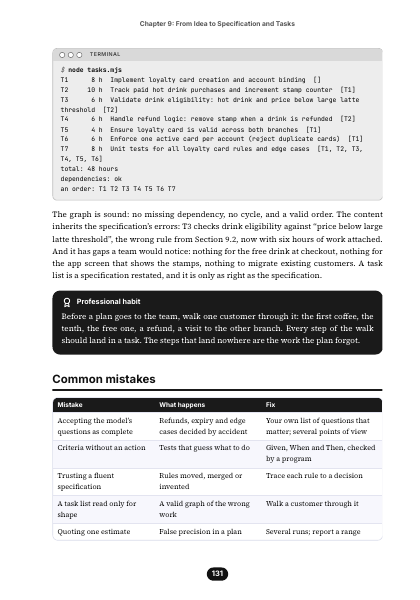 Chapter 9: From Idea to Specification and Tasks
TERMINAL
$ node tasks.mjs
T1 8 h Implement loyalty card creation and account binding []
T2 10 h Track paid hot drink purchases and increment stamp counter [T1]
T3 6 h Validate drink eligibility: hot drink and price below large latte
threshold [T2]
T4 6 h Handle refund logic: remove stamp when a drink is refunded [T2]
T5 4 h Ensure loyalty card is valid across both branches [T1]
T6 6 h Enforce one active card per account (reject duplicate cards) [T1]
T7 8 h Unit tests for all loyalty card rules and edge cases [T1, T2, T3,
T4, T5, T6]
total: 48 hours
dependencies: ok
an order: T1 T2 T3 T4 T5 T6 T7
The graph is sound: no missing dependency, no cycle, and a valid order. The content
inherits the specification's errors: T3 checks drink eligibility against "price below large
latte threshold", the wrong rule from Section 9.2, now with six hours of work attached.
And it has gaps a team would notice: nothing for the free drink at checkout, nothing for
the app screen that shows the stamps, nothing to migrate existing customers. A task
list is a specification restated, and it is only as right as the specification.
Professional habit
Before a plan goes to the team, walk one customer through it: the first coffee, the
tenth, the free one, a refund, a visit to the other branch. Every step of the walk
should land in a task. The steps that land nowhere are the work the plan forgot.
Common mistakes
Mistake What happens Fix
Accepting the model's Refunds, expiry and edge Your own list of questions that
questions as complete cases decided by accident matter; several points of view
Criteria without an action Tests that guess what to do Given, When and Then, checked
by a program
Trusting a fluent Rules moved, merged or Trace each rule to a decision
specification invented
A task list read only for A valid graph of the wrong Walk a customer through it
shape work
Quoting one estimate False precision in a plan Several runs; report a range
131